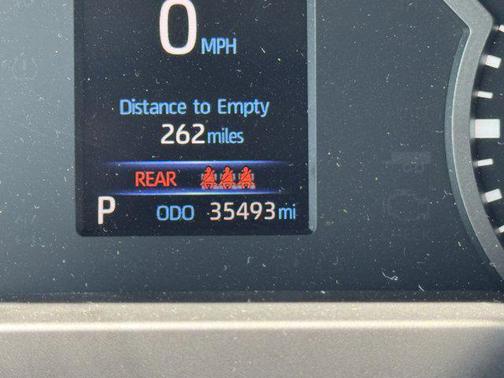 0 MPH
Distance to Empty
262 miles
REAR
P ODO 35493 mi